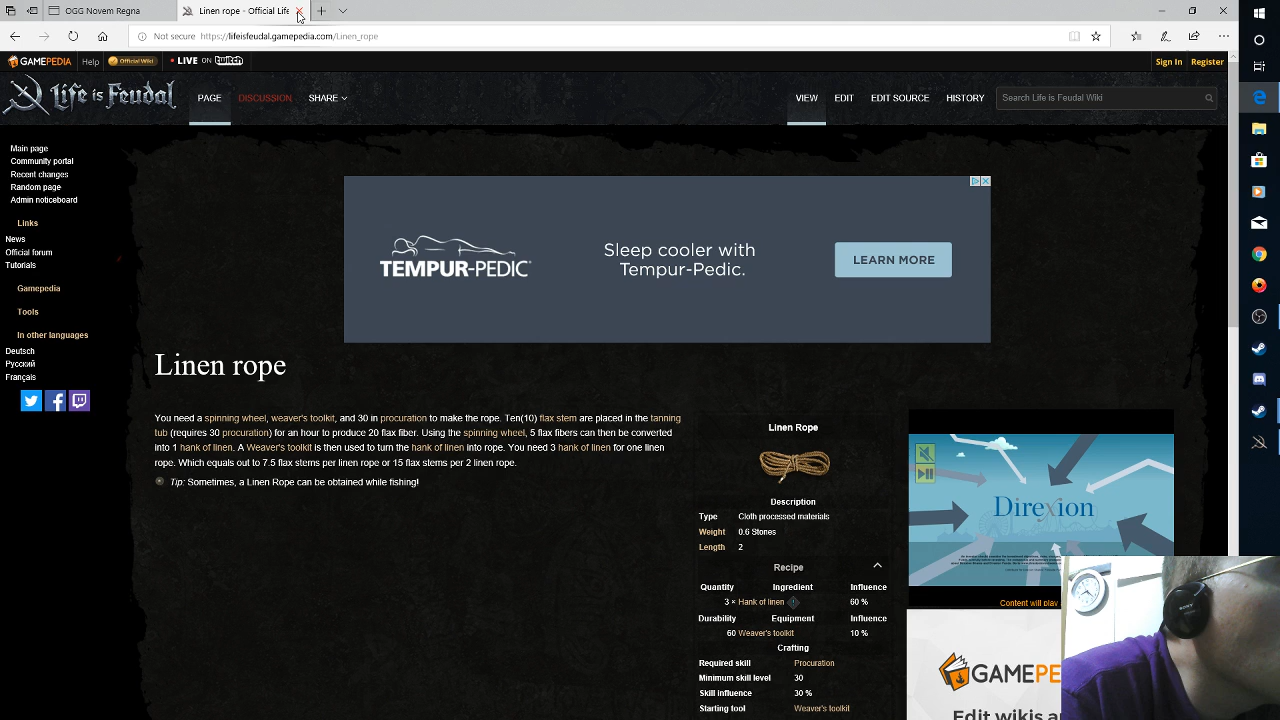 OGG Novem Regna
Linen rope - Official Life
Not secure https://lifeisfeudal.gamepedia.com/Linen_rope
GAMEPEDIA Help Official Wiki LIVE ON twitch
Sign In Register
Life is Feudal
PAGE DISCUSSION SHARE
VIEW EDIT EDIT SOURCE HISTORY Search Life is Feudal Wiki
Main page
Community portal
Recent changes
Random page
Admin noticeboard
Links
News
Official forum
Tutorials
Gamepedia
Tools
In other languages
Deutsch
Русский
Français
TEMPUR-PEDIC
Sleep cooler with
Tempur-Pedic.
LEARN MORE
Linen rope
You need a spinning wheel, weaver's toolkit, and 30 in procuration to make the rope. Ten(10) flax stem are placed in the tanning
tub (requires 30 procuration) for an hour to produce 20 flax fiber. Using the spinning wheel, 5 flax fibers can then be converted
into 1 hank of linen. A Weaver's toolkit is then used to turn the hank of linen into rope. You need 3 hank of linen for one linen
rope. Which equals out to 7.5 flax stems per linen rope or 15 flax stems per 2 linen rope.
Tip: Sometimes, a Linen Rope can be obtained while fishing!
Linen Rope
Description
Type Cloth processed materials
Weight 0.6 Stones
Length 2
Recipe
Quantity Ingredient Influence
3 × Hank of linen 60 %
Durability Equipment Influence
60 Weaver's toolkit 10 %
Crafting
Required skill Procuration
Minimum skill level 30
Skill influence 30 %
Starting tool Weaver's toolkit
Direxion
Content will play
GAMEPE
Edit wikis a
SONY